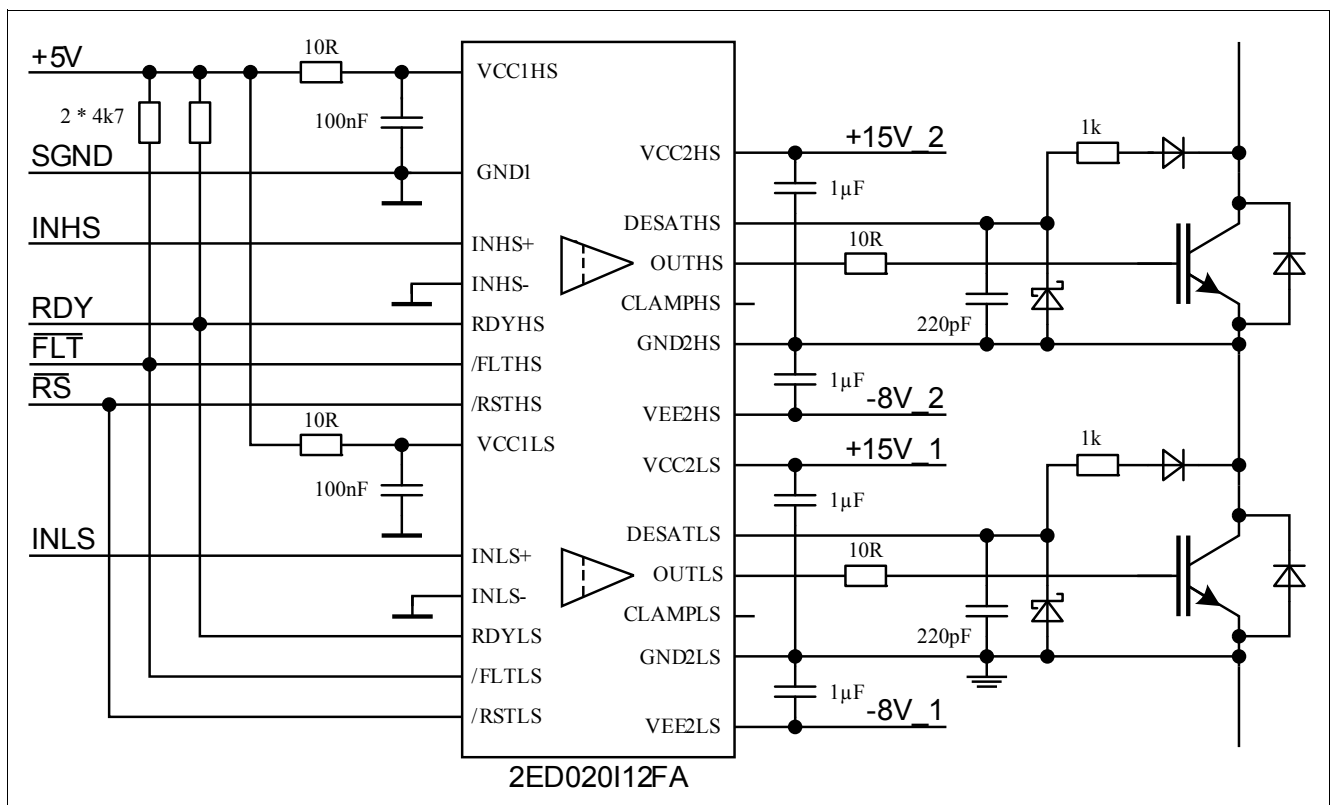 +5V
10R
VCC1HS
2 * 4k7
100nF
SGND
GND1
INHS
INHS+
INHS-
RDY
RDYHS
FLT
/FLTHS
RS
/RSTHS
10R
VCC1LS
100nF
INLS
INLS+
INLS-
RDYLS
/FLTLS
/RSTLS
VCC2HS
+15V_2
1µF
1k
DESATHS
10R
OUTHS
CLAMPHS
220pF
GND2HS
1µF
-8V_2
VEE2HS
VCC2LS
+15V_1
1µF
1k
DESATLS
10R
OUTLS
CLAMPLS
220pF
GND2LS
1µF
-8V_1
VEE2LS
2ED020I12FA